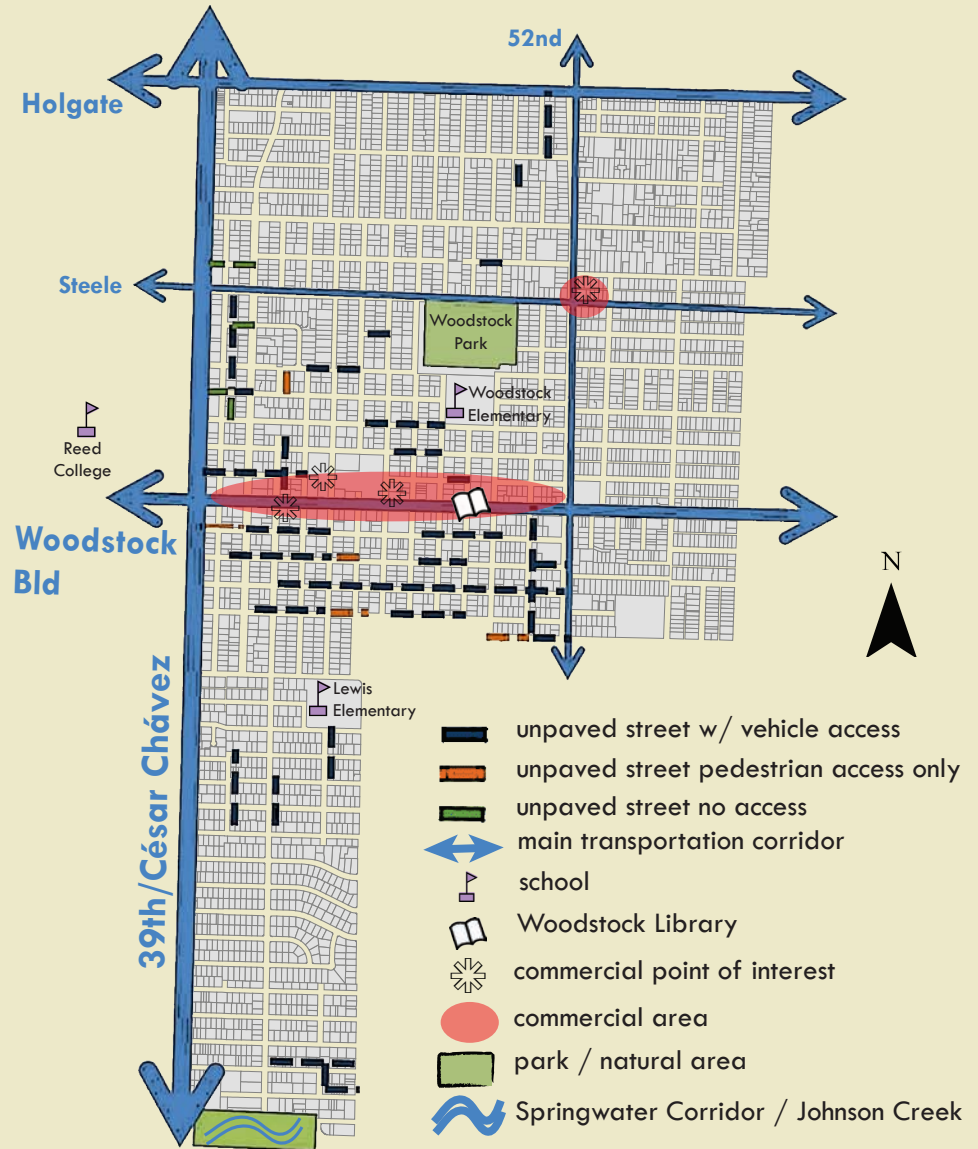 52nd
Holgate
Steele
Woodstock
Park
Woodstock
Elementary
Reed
College
Woodstock
Bld
N
39th/César Chávez
Lewis
Elementary
unpaved street w/ vehicle access
unpaved street pedestrian access only
unpaved street no access
main transportation corridor
school
Woodstock Library
commercial point of interest
commercial area
park / natural area
Springwater Corridor / Johnson Creek